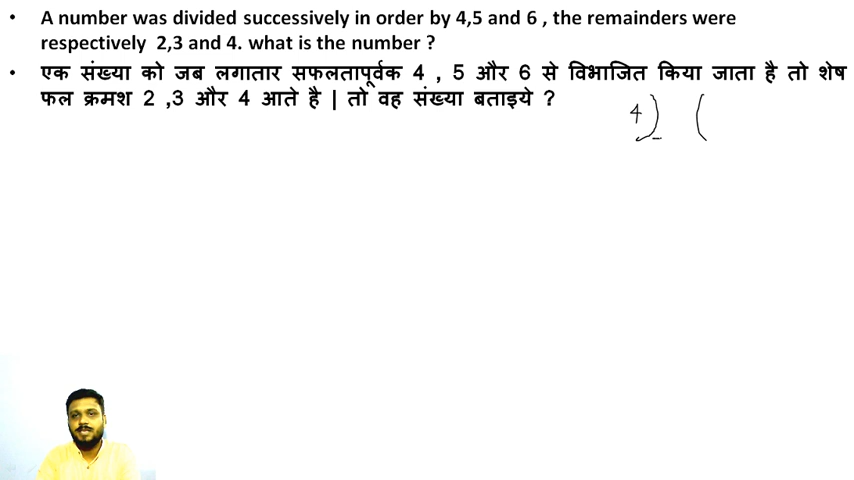 • A number was divided successively in order by 4,5 and 6 , the remainders were
respectively 2,3 and 4. what is the number ?
• एक संख्या को जब लगातार सफलतापूर्वक 4 , 5 और 6 से विभाजित किया जाता है तो शेष
फल क्रमश 2 ,3 और 4 आते है | तो वह संख्या बताइये ?
4 ) (